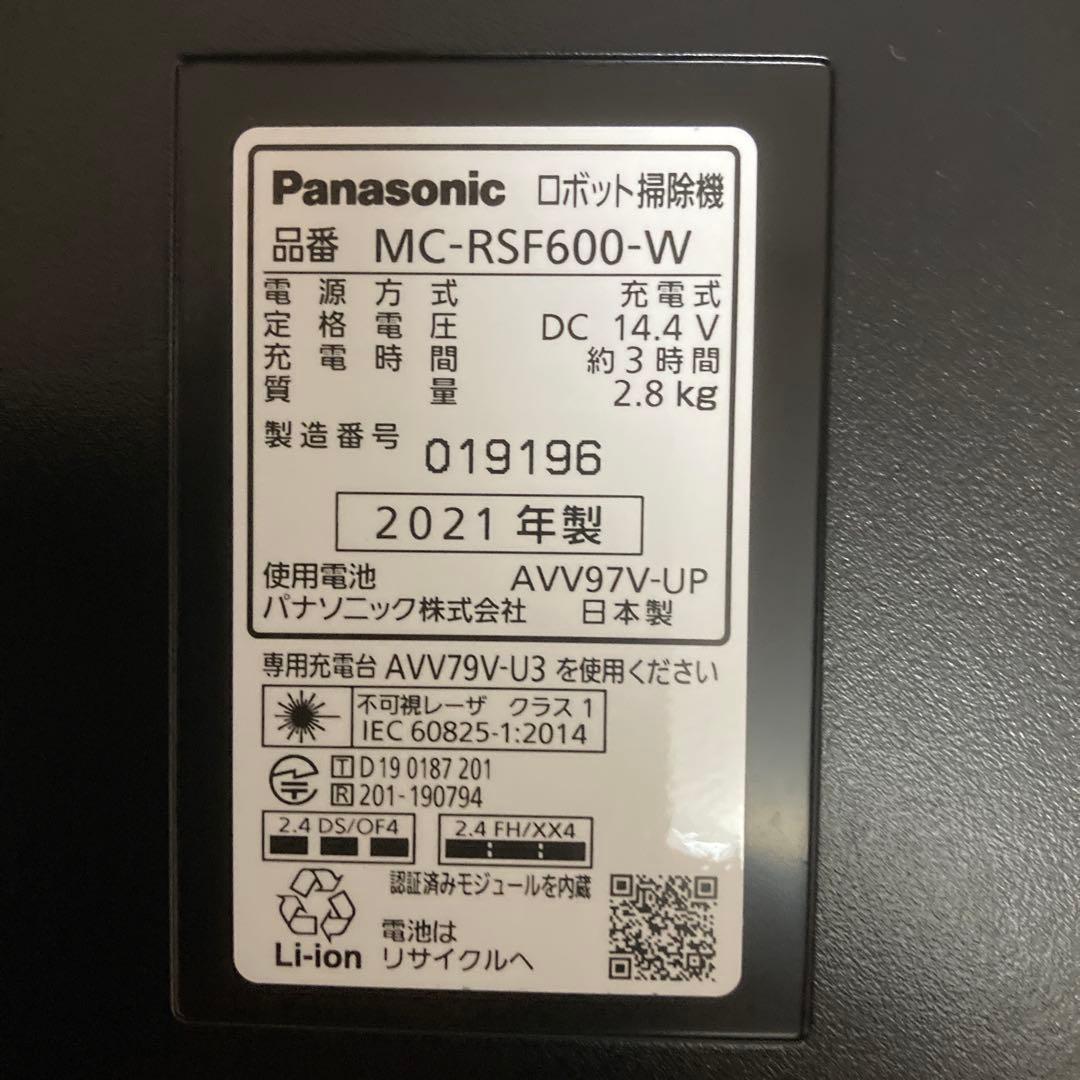 Panasonic ロボット掃除機
品番 MC-RSF600-W
電源方式 充電式
定格電圧 DC 14.4 V
充電時間 約3時間
質量 2.8 kg
製造番号 019196
2021年製
使用電池 AVV97V-UP
パナソニック株式会社 日本製
専用充電台 AVV79V-U3 を使用ください
不可視レーザ クラス1
IEC 60825-1:2014
T D 19 0187 201
R 201-190794
2.4 DS/OF4 2.4 FH/XX4
認証済みモジュールを内蔵
電池は
Li-ion リサイクルへ